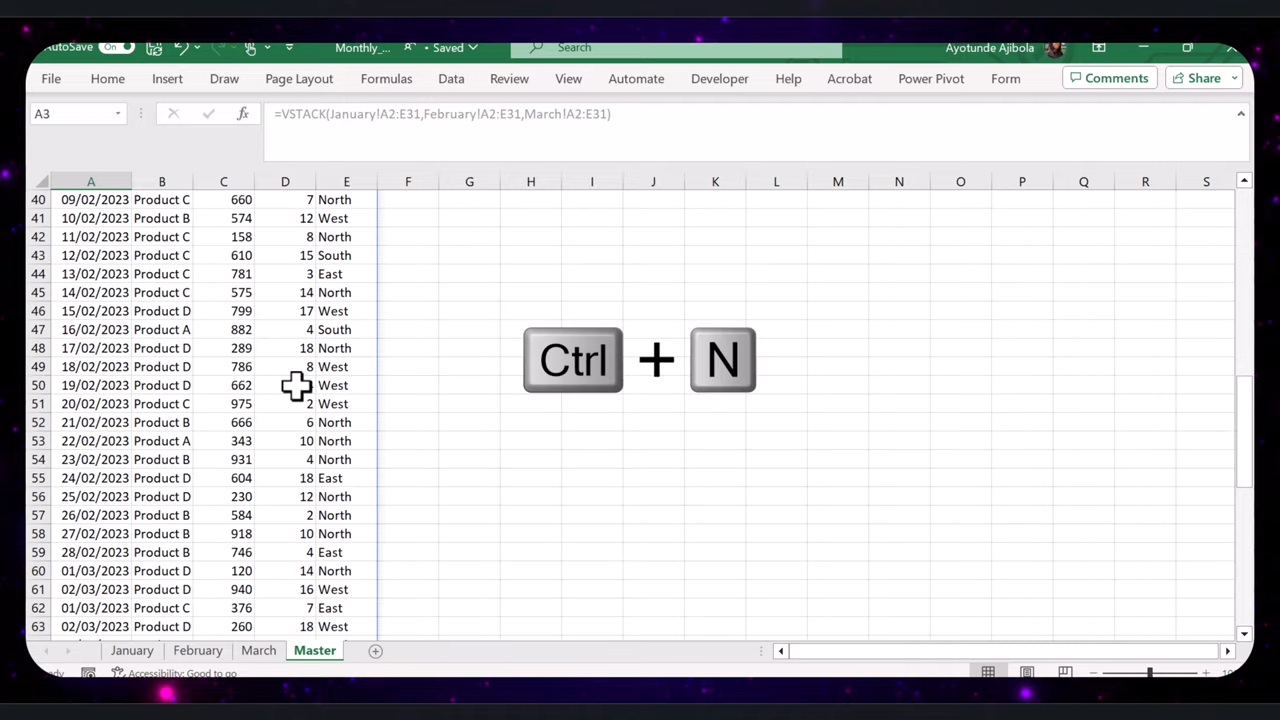 AutoSave On Monthly_... • Saved Search Ayotunde Ajibola
File Home Insert Draw Page Layout Formulas Data Review View Automate Developer Help Acrobat Power Pivot Form Comments Share
A3 fx =VSTACK(January!A2:E31,February!A2:E31,March!A2:E31)
A B C D E F G H I J K L M N O P Q R S
40 09/02/2023 Product C 660 7 North
41 10/02/2023 Product B 574 12 West
42 11/02/2023 Product C 158 8 North
43 12/02/2023 Product C 610 15 South
44 13/02/2023 Product C 781 3 East
45 14/02/2023 Product C 575 14 North
46 15/02/2023 Product D 799 17 West
47 16/02/2023 Product A 882 4 South
48 17/02/2023 Product D 289 18 North
49 18/02/2023 Product D 786 8 West
50 19/02/2023 Product D 662 West
51 20/02/2023 Product C 975 2 West
52 21/02/2023 Product B 666 6 North
53 22/02/2023 Product A 343 10 North
54 23/02/2023 Product B 931 4 North
55 24/02/2023 Product D 604 18 East
56 25/02/2023 Product D 230 12 North
57 26/02/2023 Product B 584 2 North
58 27/02/2023 Product B 918 10 North
59 28/02/2023 Product B 746 4 East
60 01/03/2023 Product D 120 14 North
61 02/03/2023 Product D 940 16 West
62 01/03/2023 Product C 376 7 East
63 02/03/2023 Product D 260 18 West
Ctrl + N
January February March Master
Accessibility: Good to go